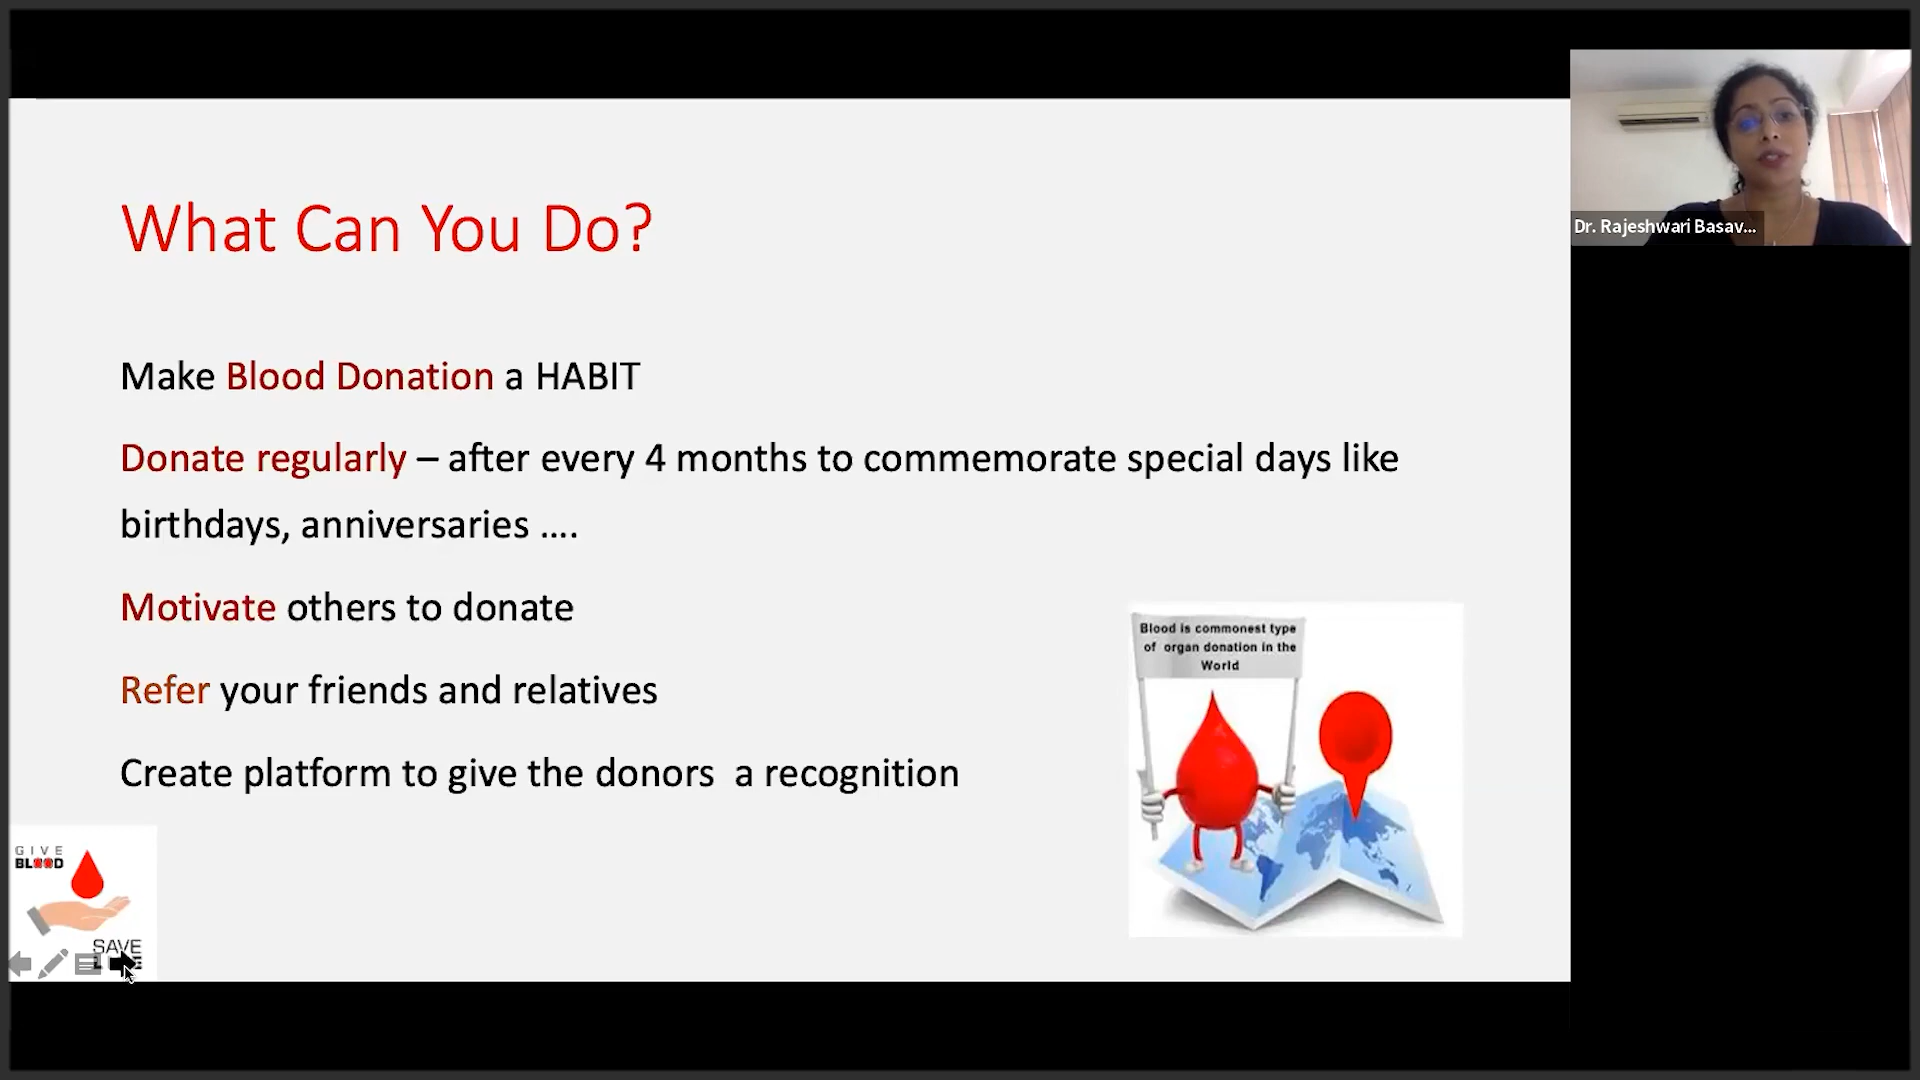 What Can You Do?
Make Blood Donation a HABIT
Donate regularly – after every 4 months to commemorate special days like
birthdays, anniversaries ....
Motivate others to donate
Refer your friends and relatives
Create platform to give the donors a recognition
Blood is commonest type
of organ donation in the
World
GIVE
BLOOD
SAVE
Dr. Rajeshwari Basav...